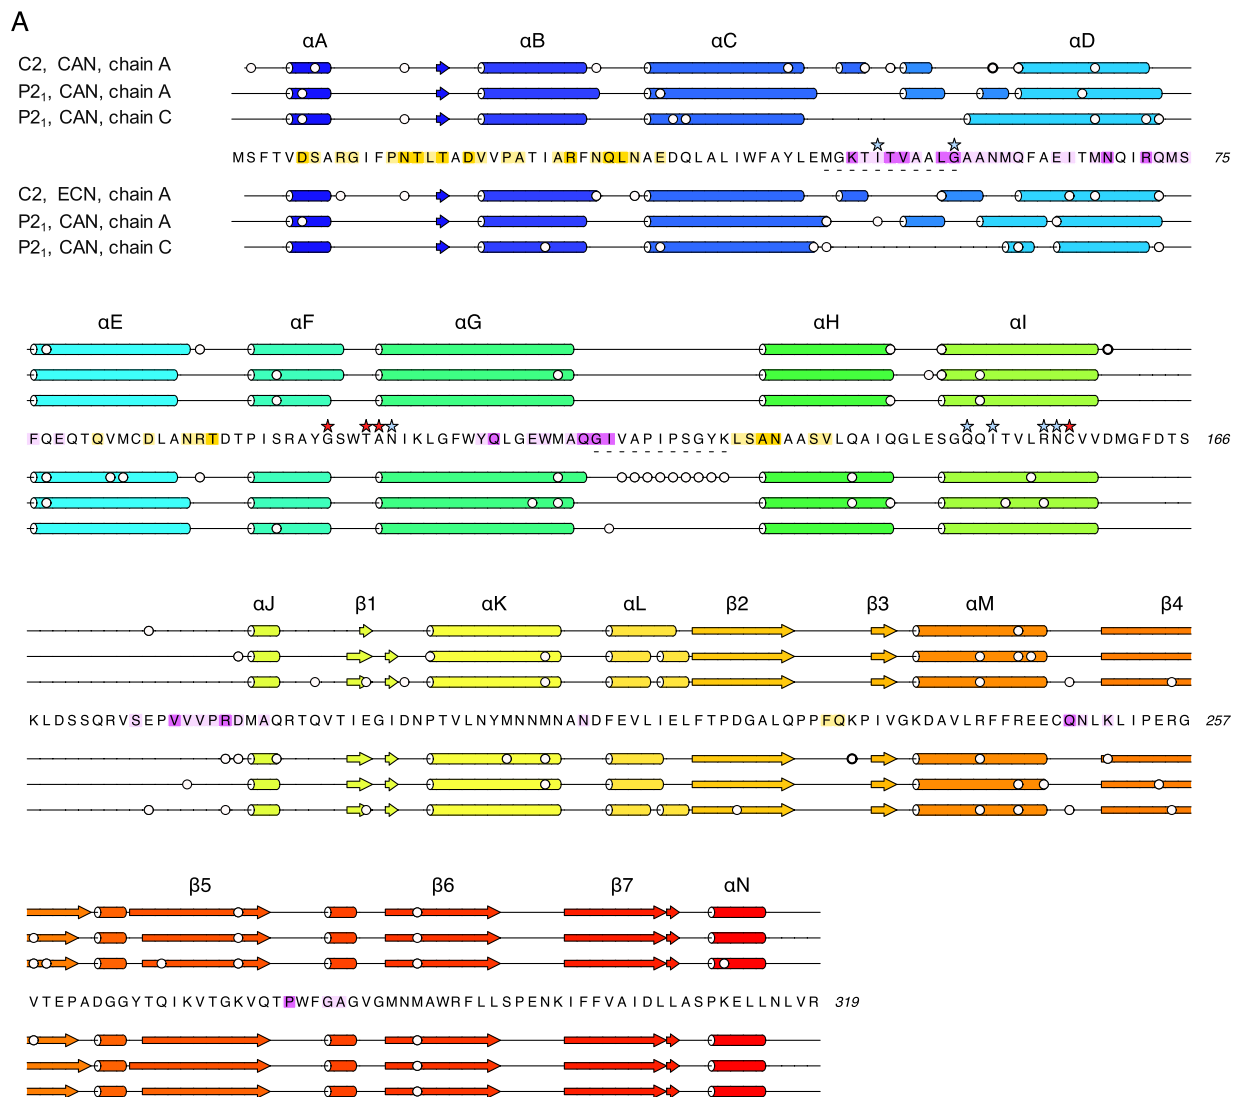 A
αA αB αC αD
C2, CAN, chain A
P2₁, CAN, chain A
P2₁, CAN, chain C
MSFTVDSARGIFPNTLTADVVPATIARFNQLNAEDQLALIWFAYLEMGKTITVAALGAANMQFAEITMNQIRQMS 75
C2, ECN, chain A
P2₁, CAN, chain A
P2₁, CAN, chain C
αE αF αG αH αI
FQEQTQVMCDLANRTDTPISRAYGSWTANIKLGFWYQLGEWMAQGIVAPIPSGYKLSANAASVLQAIQGLESGQQITVLRNCVVDMGFDTS 166
αJ β1 αK αL β2 β3 αM β4
KLDSSQRVSEPVVVPRDMAQRTQVTIEGIDNPTVLNYMNNMNANDFEVLIELFTPDGALQPPFQKPIVGKDAVLRFFREECQNLKLIPERG 257
β5 β6 β7 αN
VTEPADGGYTQIKVTGKVQTPWFGAGVGMNMAWRFLLSPENKIFFVAIDLLASPKELLNLVR 319